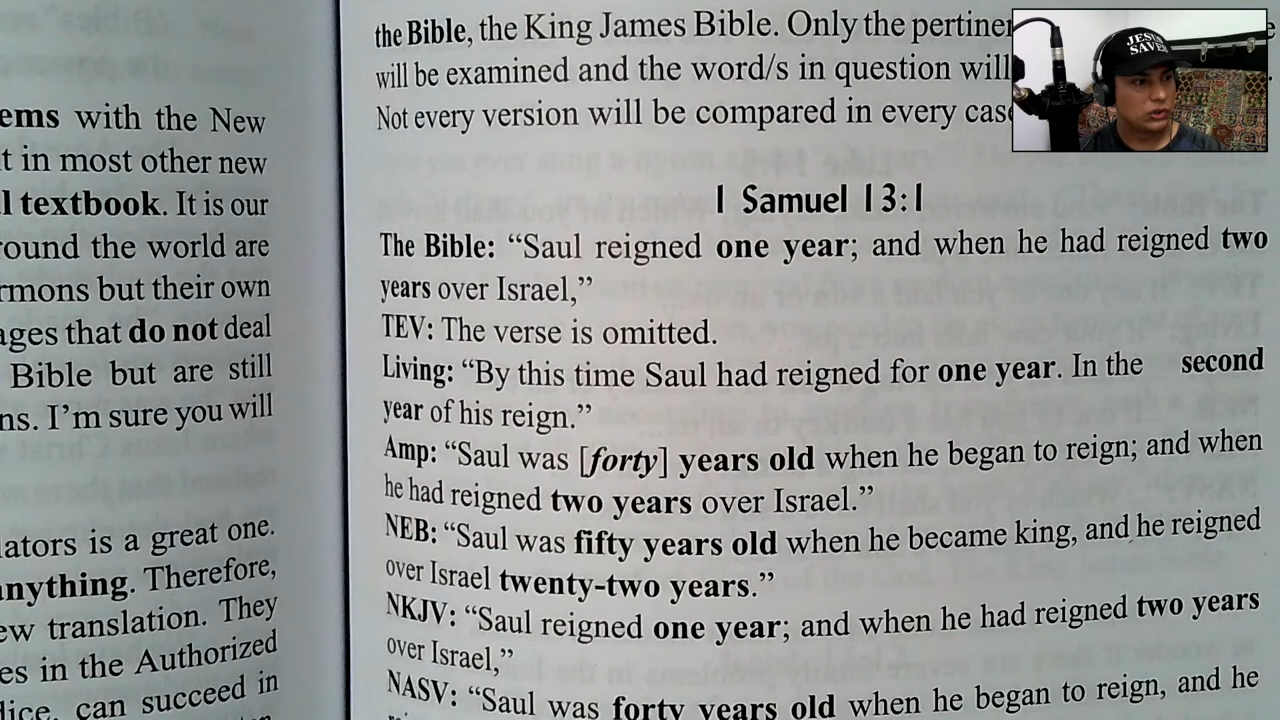 ems with the New
t in most other new
l textbook. It is our
round the world are
rmons but their own
ages that do not deal
Bible but are still
ns. I'm sure you will
lators is a great one.
anything. Therefore,
ew translation. They
es in the Authorized
dice, can succeed in
the Bible, the King James Bible. Only the pertine
will be examined and the word/s in question will
Not every version will be compared in every cas
JESUS
SAVES
1 Samuel 13:1
The Bible: “Saul reigned one year; and when he had reigned two
years over Israel,”
TEV: The verse is omitted.
Living: “By this time Saul had reigned for one year. In the second
year of his reign.”
Amp: “Saul was [forty] years old when he began to reign; and when
he had reigned two years over Israel.”
NEB: “Saul was fifty years old when he became king, and he reigned
over Israel twenty-two years.”
NKJV: “Saul reigned one year; and when he had reigned two years
over Israel,”
NASV: “Saul was forty years old when he began to reign, and he